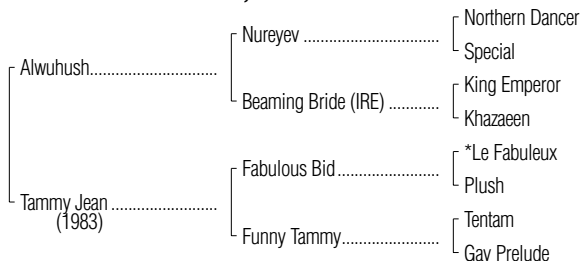 Northern Dancer
Nureyev
Special
Alwuhush
King Emperor
Beaming Bride (IRE)
Khazaeen
*Le Fabuleux
Fabulous Bid
Plush
Tammy Jean
(1983)
Tentam
Funny Tammy
Gay Prelude